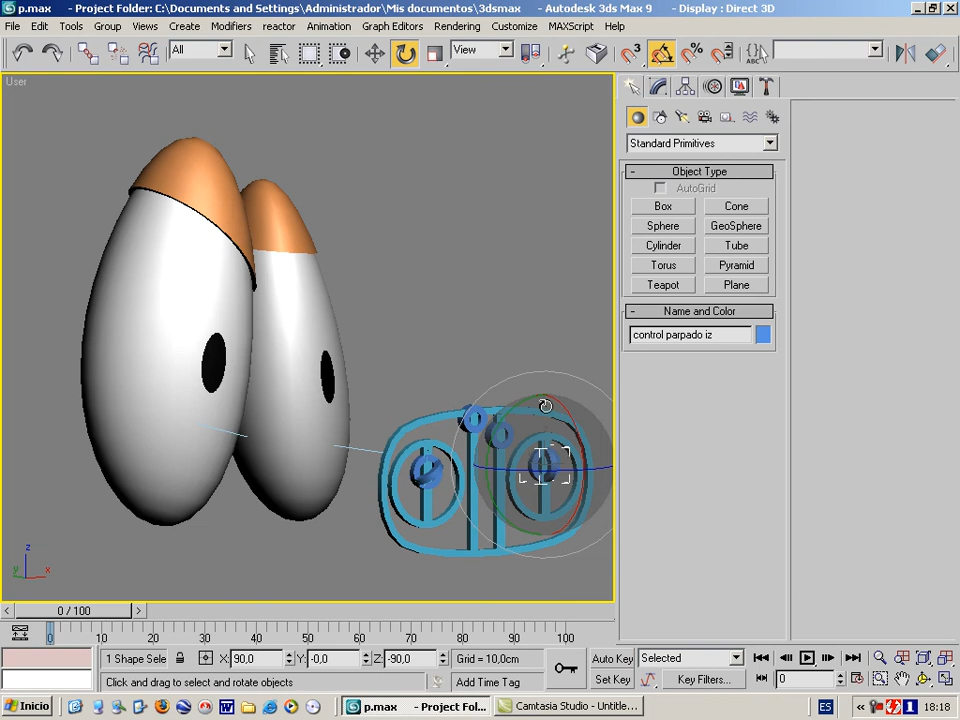 p.max - Project Folder: C:\Documents and Settings\Administrador\Mis documentos\3dsmax - Autodesk 3ds Max 9 - Display : Direct 3D
File Edit Tools Group Views Create Modifiers reactor Animation Graph Editors Rendering Customize MAXScript Help
All View 3 % ABC
User
Standard Primitives
- Object Type
AutoGrid
Box Cone
Sphere GeoSphere
Cylinder Tube
Torus Pyramid
Teapot Plane
- Name and Color
control parpado iz
z
y x
< 0 / 100 >
0 10 20 30 40 50 60 70 80 90 100
1 Shape Sele X: 90,0 Y: -0,0 Z: -90,0 Grid = 10,0cm Auto Key Selected
Click and drag to select and rotate objects Add Time Tag Set Key Key Filters... 0
Inicio p.max - Project Fol... Camtasia Studio - Untitle... ES « 1 18:18